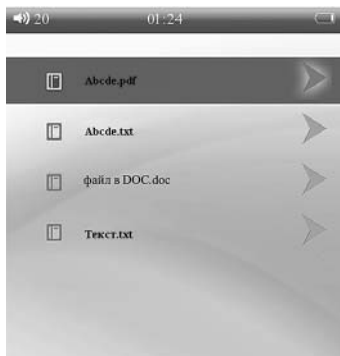 20 01:24
Abcde.pdf
Abcde.txt
файл в DOC.doc
Текст.txt